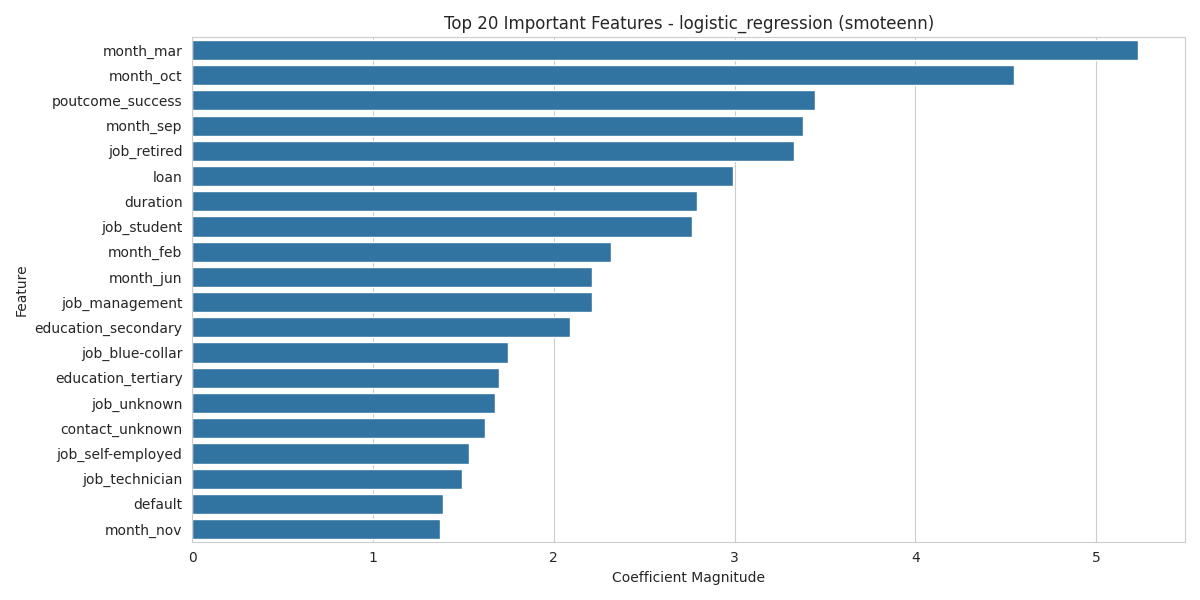 Top 20 Important Features - logistic_regression (smoteenn)
month_mar
month_oct
poutcome_success
month_sep
job_retired
loan
duration
job_student
month_feb
month_jun
job_management
education_secondary
job_blue-collar
education_tertiary
job_unknown
contact_unknown
job_self-employed
job_technician
default
month_nov
Feature
0 1 2 3 4 5
Coefficient Magnitude